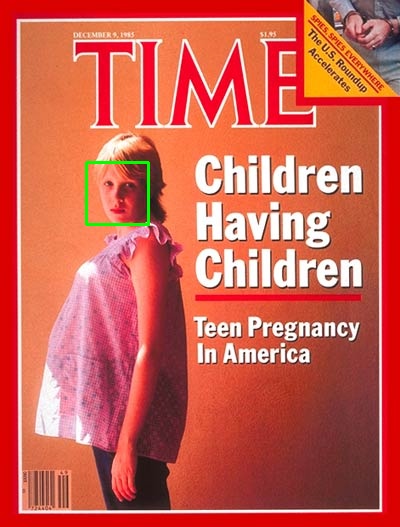 DECEMBER 9, 1985
$1.95
TIME
SPIES, SPIES, EVERYWHERE
The U.S. Roundup
Accelerates
Children
Having
Children
Teen Pregnancy
In America
49